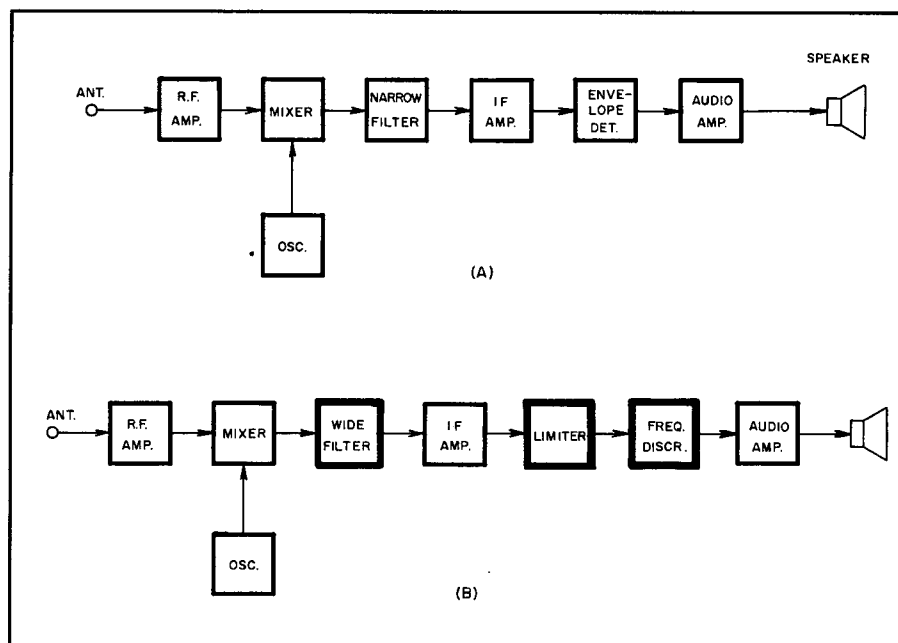 SPEAKER
ANT.
R.F.
AMP.
MIXER
NARROW
FILTER
IF
AMP.
ENVE-
LOPE
DET.
AUDIO
AMP.
OSC.
(A)
ANT.
R.F.
AMP.
MIXER
WIDE
FILTER
IF
AMP.
LIMITER
FREQ.
DISCR.
AUDIO
AMP.
OSC.
(B)